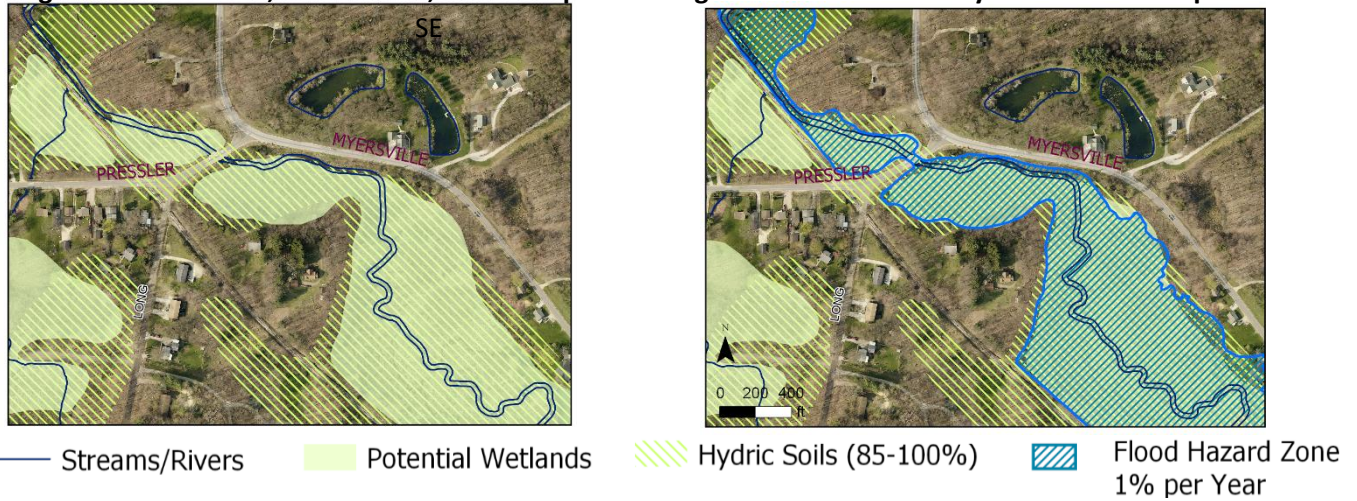 SE
MYERSVILLE
PRESSLER
LONG
MYERSVILLE
PRESSLER
LONG
N
0 200 400
ft
Streams/Rivers
Potential Wetlands
Hydric Soils (85-100%)
Flood Hazard Zone
1% per Year